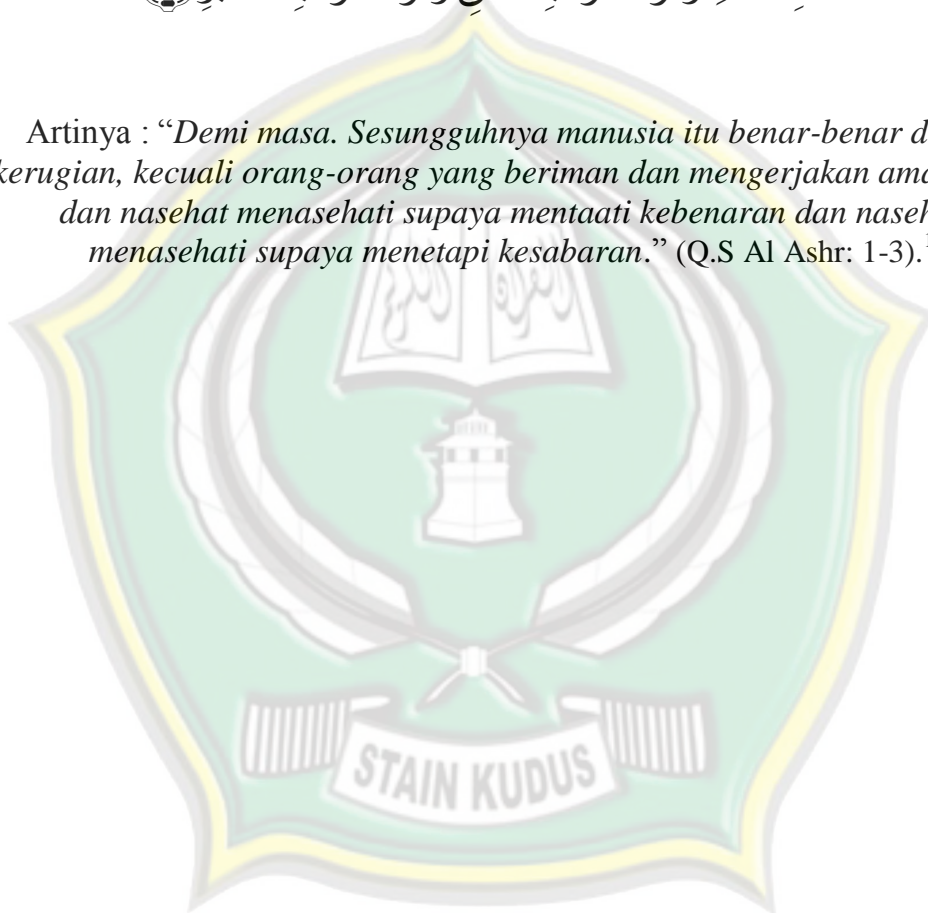 Artinya : “Demi masa. Sesungguhnya manusia itu benar-benar d
kerugian, kecuali orang-orang yang beriman dan mengerjakan ama
dan nasehat menasehati supaya mentaati kebenaran dan naseh
menasehati supaya menetapi kesabaran.” (Q.S Al Ashr: 1-3).
STAIN KUDUS